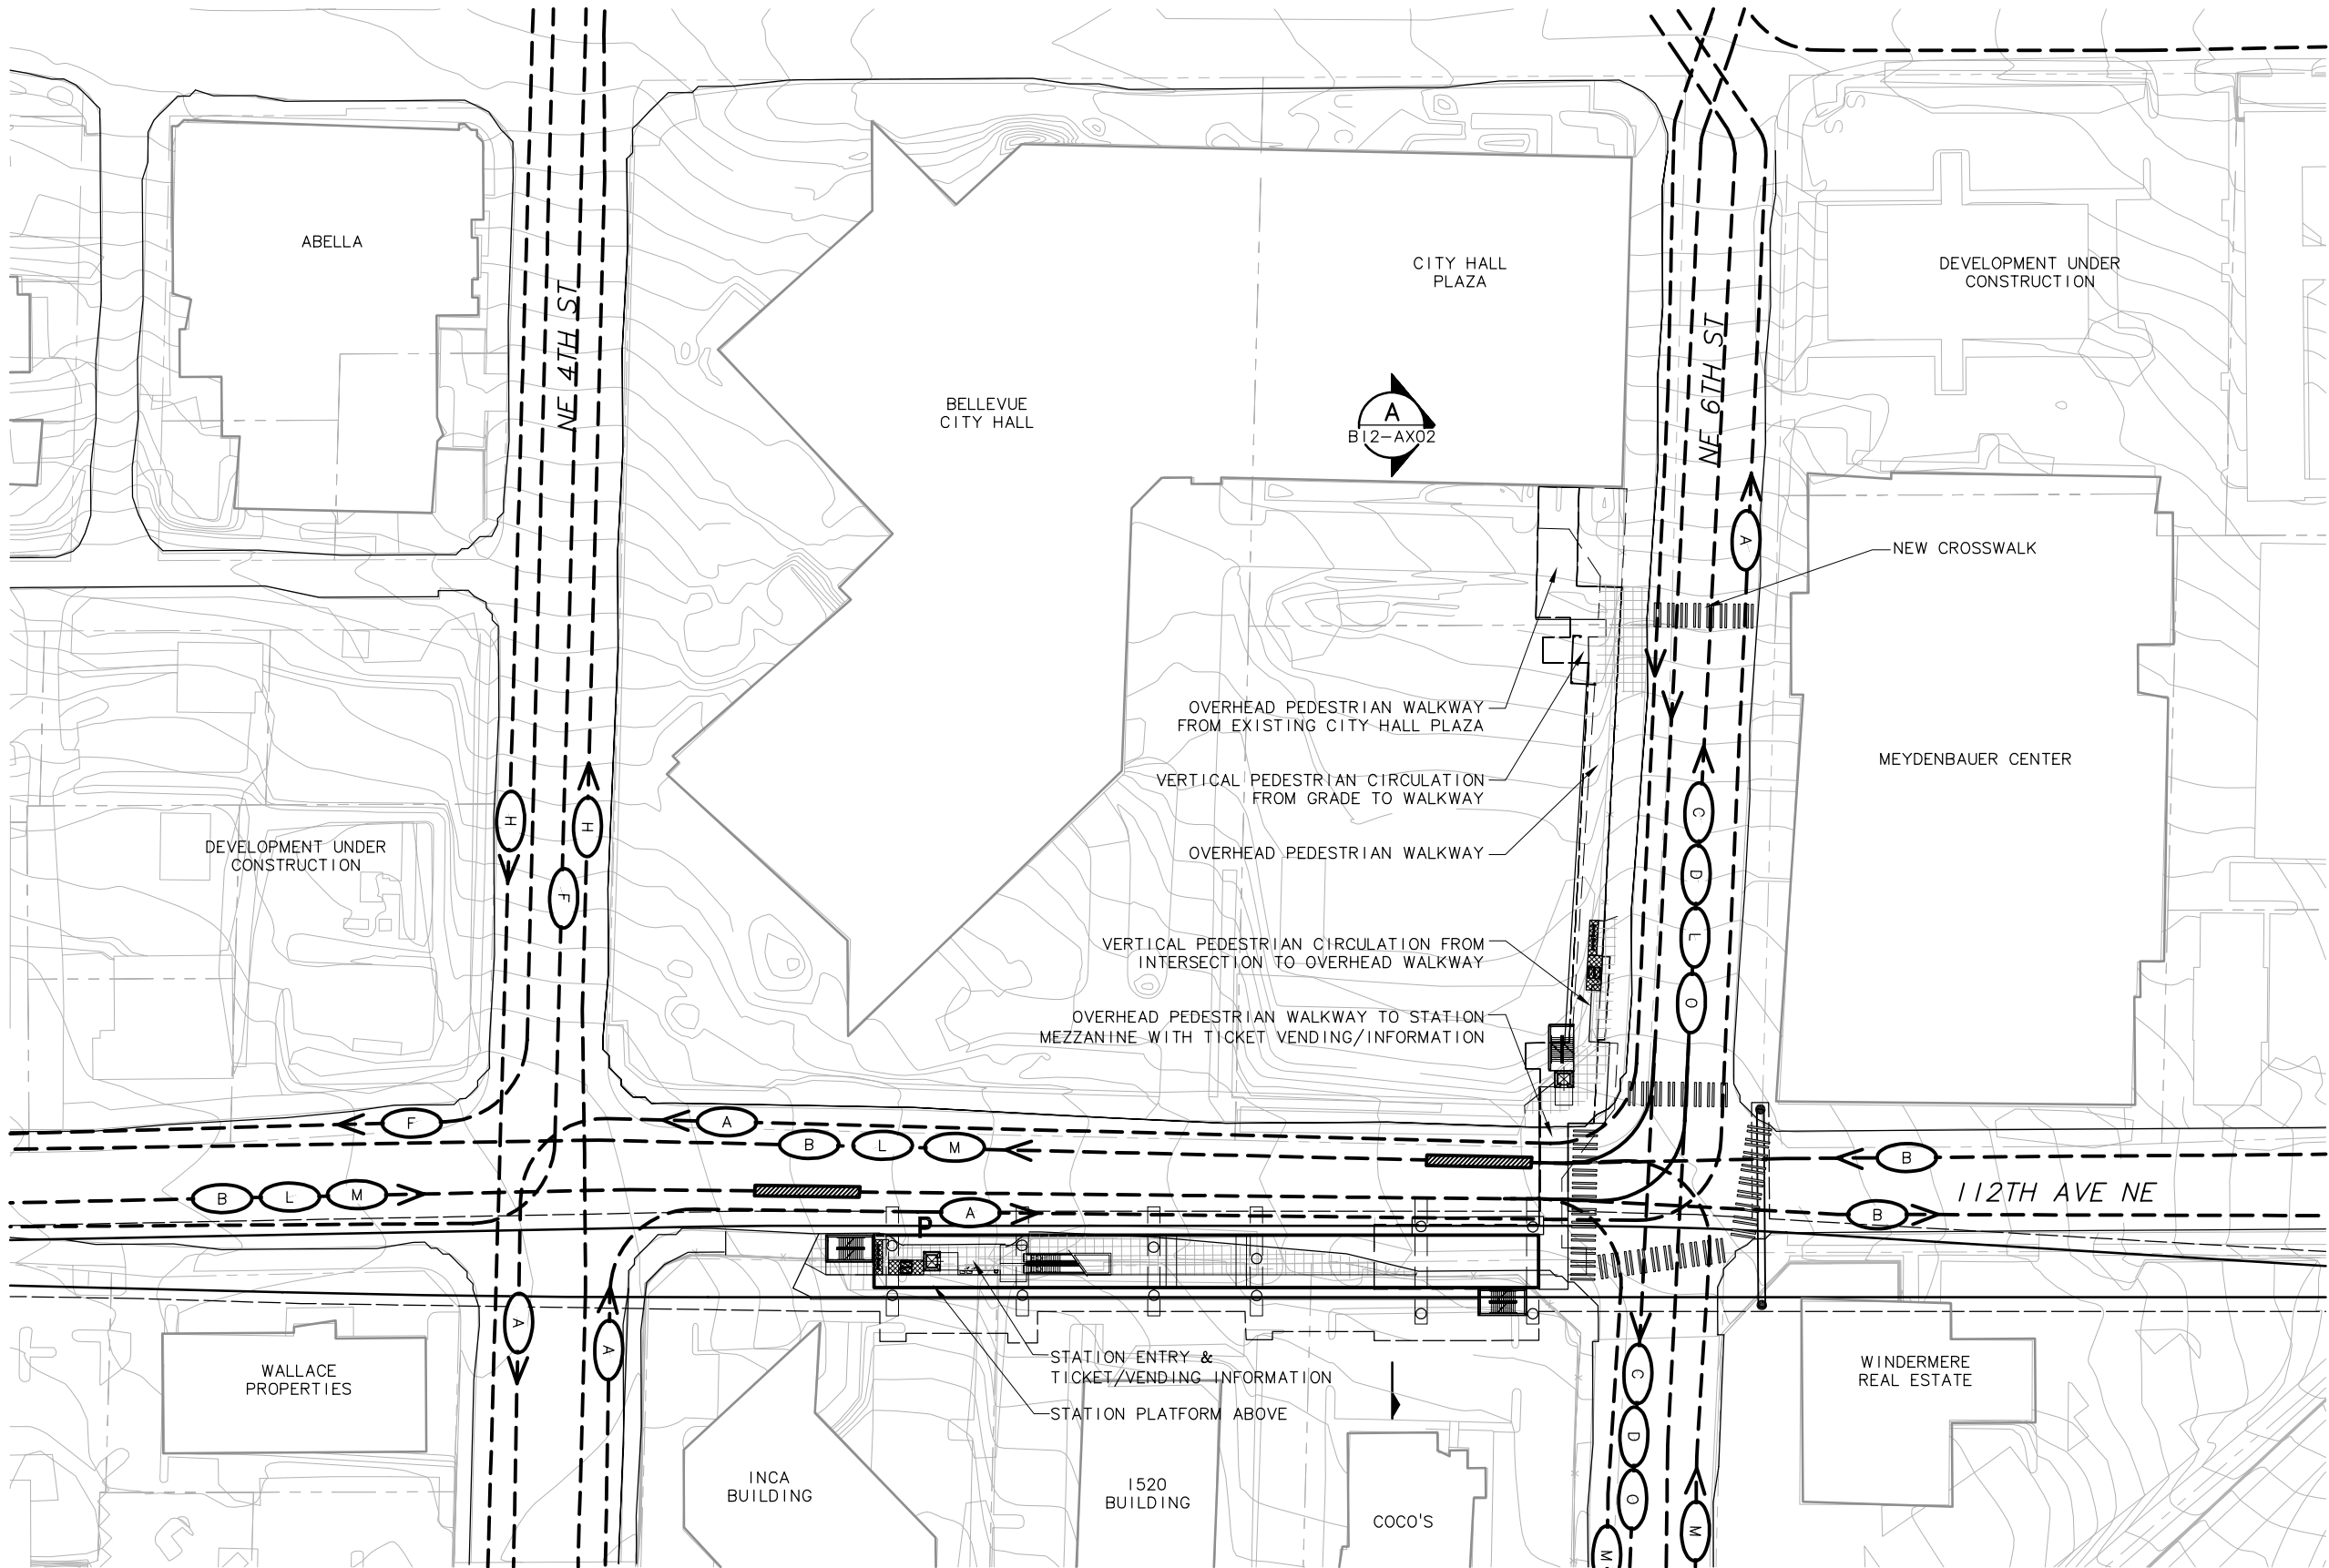 ABELLA
NE 4TH ST
CITY HALL
PLAZA
BELLEVUE
CITY HALL
A
B12-AX02
NE 6TH ST
DEVELOPMENT UNDER
CONSTRUCTION
A
NEW CROSSWALK
OVERHEAD PEDESTRIAN WALKWAY
FROM EXISTING CITY HALL PLAZA
VERTICAL PEDESTRIAN CIRCULATION
FROM GRADE TO WALKWAY
OVERHEAD PEDESTRIAN WALKWAY
VERTICAL PEDESTRIAN CIRCULATION FROM
INTERSECTION TO OVERHEAD WALKWAY
OVERHEAD PEDESTRIAN WALKWAY TO STATION
MEZZANINE WITH TICKET VENDING/INFORMATION
MEYDENBAUER CENTER
C
D
L
O
DEVELOPMENT UNDER
CONSTRUCTION
H
H
F
F
A
B
L
M
B
L
M
A
P
B
B
112TH AVE NE
A
A
STATION ENTRY &
TICKET/VENDING INFORMATION
STATION PLATFORM ABOVE
WALLACE
PROPERTIES
INCA
BUILDING
1520
BUILDING
COCO'S
C
D
O
M
M
WINDERMERE
REAL ESTATE